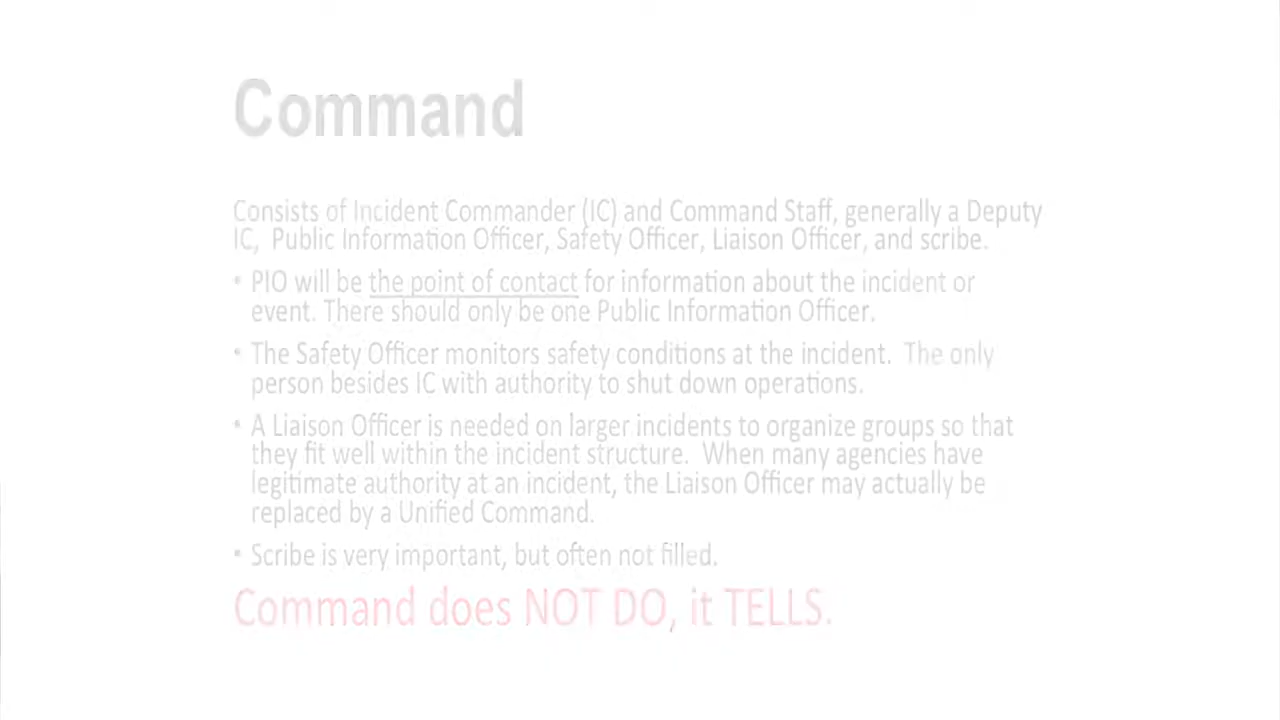 Command
Consists of Incident Commander (IC) and Command Staff, generally a Deputy
IC, Public Information Officer, Safety Officer, Liaison Officer, and scribe.
• PIO will be the point of contact for information about the incident or
event. There should only be one Public Information Officer.
• The Safety Officer monitors safety conditions at the incident. The only
person besides IC with authority to shut down operations.
• A Liaison Officer is needed on larger incidents to organize groups so that
they fit well within the incident structure. When many agencies have
legitimate authority at an incident, the Liaison Officer may actually be
replaced by a Unified Command.
• Scribe is very important, but often not filled.
Command does NOT DO, it TELLS.